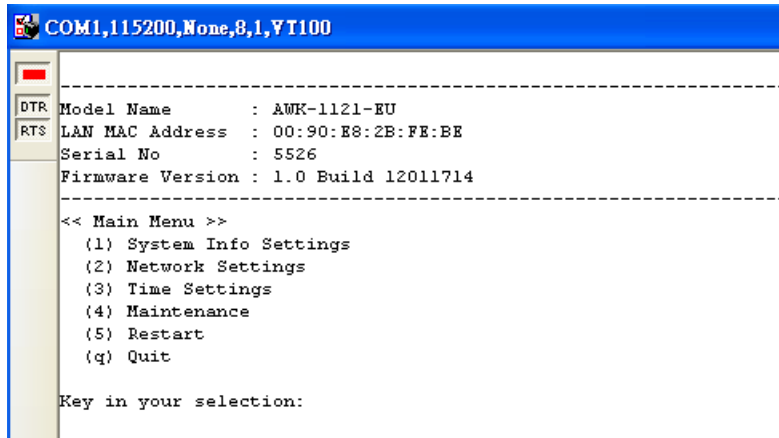 COM1,115200,None,8,1,VT100
--------------------------------------------------------------------------------
DTR
RTS
Model Name       : AWK-1121-EU
LAN MAC Address  : 00:90:E8:2B:FE:BE
Serial No        : 5526
Firmware Version : 1.0 Build 12011714
--------------------------------------------------------------------------------
<< Main Menu >>
(1) System Info Settings
(2) Network Settings
(3) Time Settings
(4) Maintenance
(5) Restart
(q) Quit
Key in your selection: